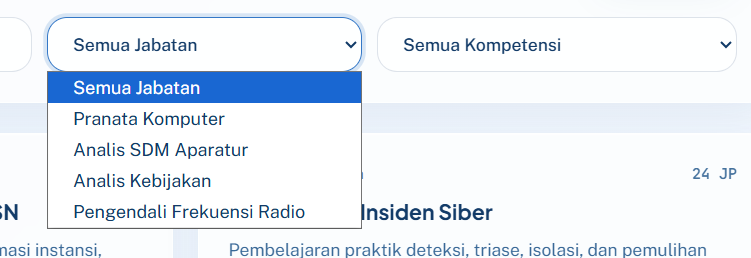 Semua Jabatan
Semua Kompetensi
Semua Jabatan
Pranata Komputer
Analis SDM Aparatur
Analis Kebijakan
Pengendali Frekuensi Radio
24 JP
SN
Insiden Siber
masi instansi,
Pembelajaran praktik deteksi, triase, isolasi, dan pemulihan